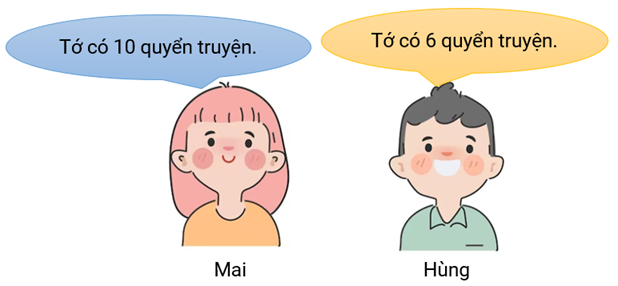 Tớ có 10 quyển truyện.
Tớ có 6 quyển truyện.
Mai
Hùng